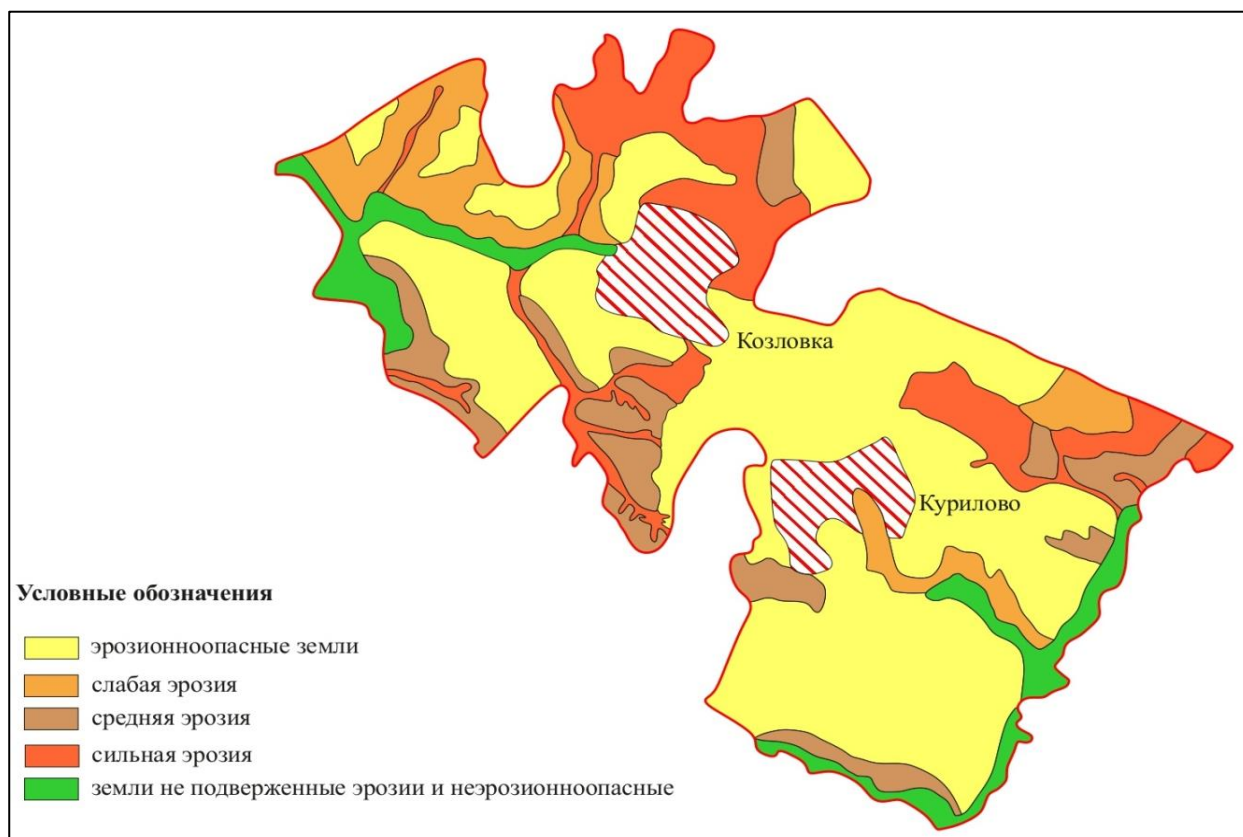 Козловка
Курилово
Условные обозначения
эрозионноопасные земли
слабая эрозия
средняя эрозия
сильная эрозия
земли не подверженные эрозии и неэрозионноопасные